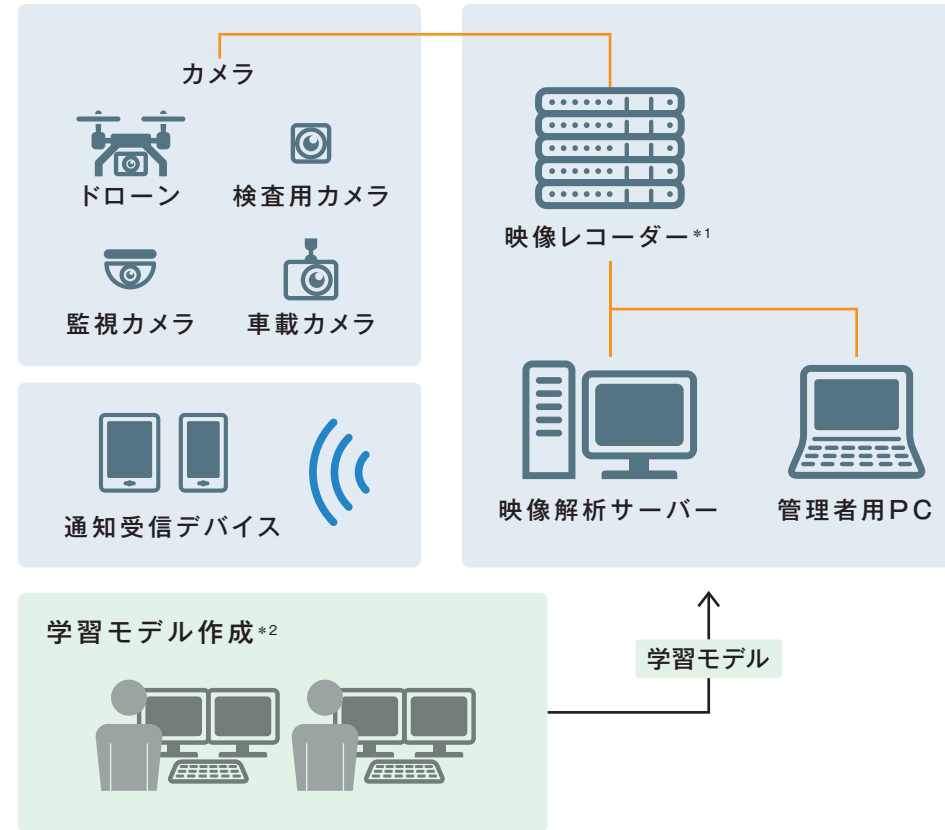 カメラ
ドローン
検査用カメラ
監視カメラ
車載カメラ
映像レコーダー*1
映像解析サーバー
管理者用PC
通知受信デバイス
学習モデル作成*2
学習モデル